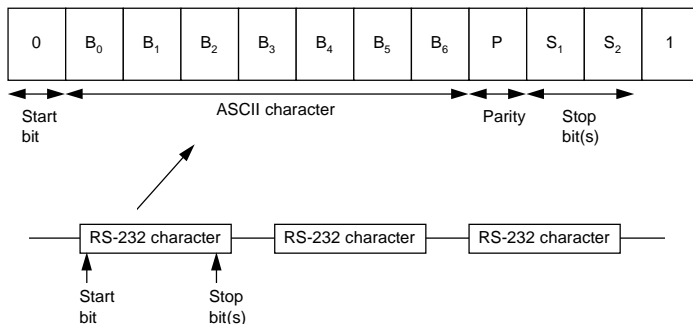 0 B₀ B₁ B₂ B₃ B₄ B₅ B₆ P S₁ S₂ 1
Start
bit
ASCII character
Parity
Stop
bit(s)
RS-232 character
RS-232 character
RS-232 character
Start
bit
Stop
bit(s)